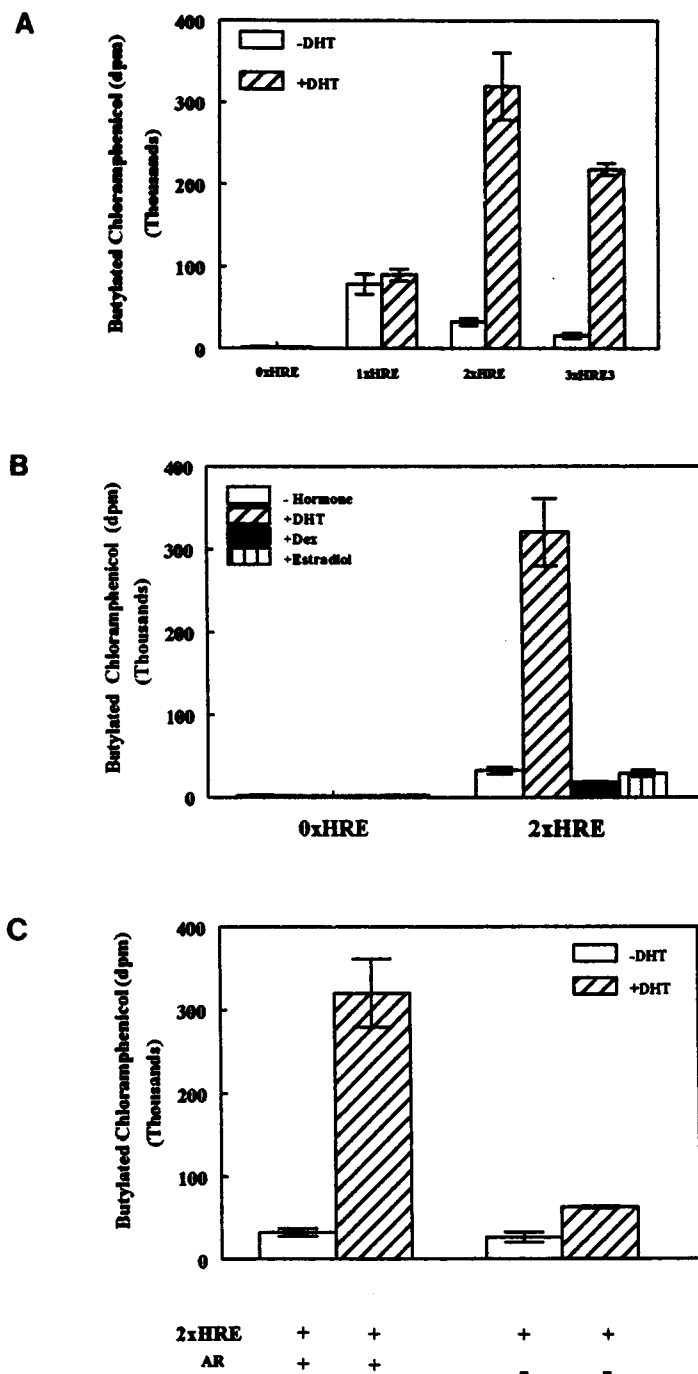 A
Butylated Chloramphenicol (dpm)
(Thousands)
400
300
200
100
0
-DHT
+DHT
0xHRE 1xHRE 2xHRE 3xHRE3
B
Butylated Chloramphenicol (dpm)
(Thousands)
400
300
200
100
0
- Hormone
+DHT
+Dex
+Estradiol
0xHRE 2xHRE
C
Butylated Chloramphenicol (dpm)
(Thousands)
400
300
200
100
0
-DHT
+DHT
2xHRE + + + +
AR + + - -